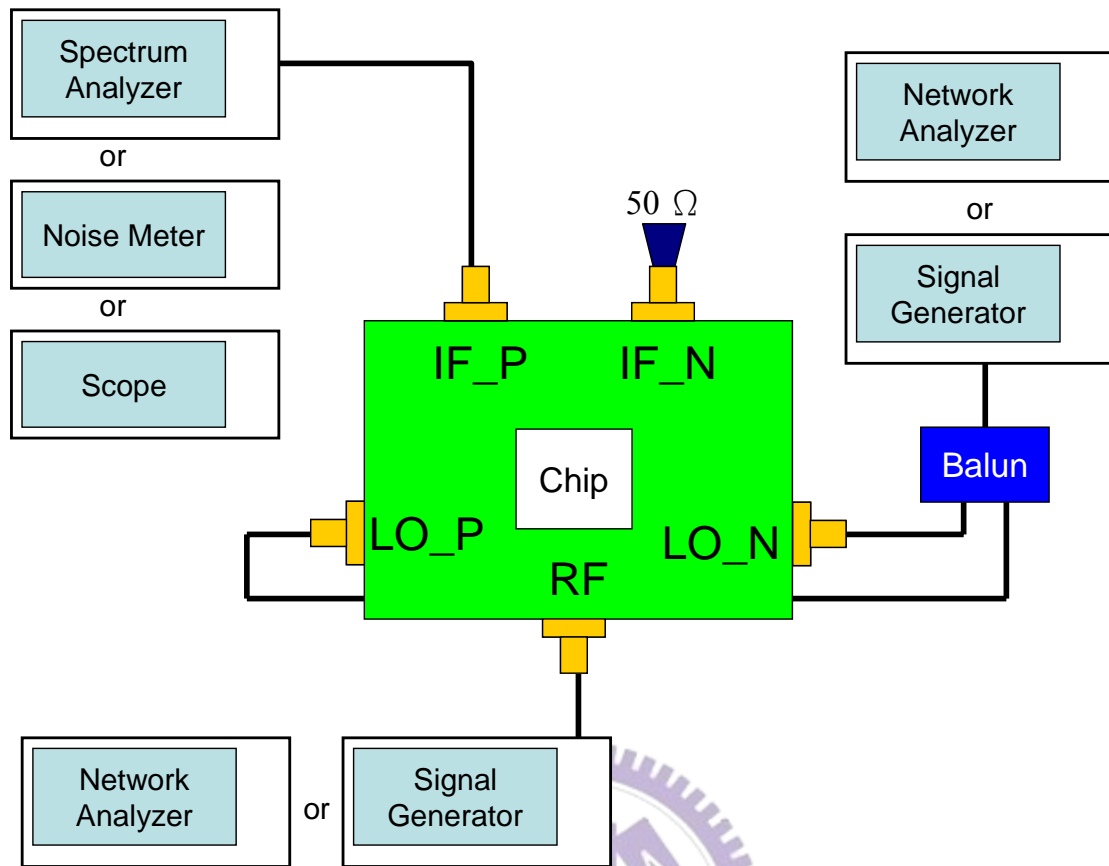 Spectrum
Analyzer
or
Noise Meter
or
Scope
Network
Analyzer
or
Signal
Generator
Balun
50 Ω
IF_P
IF_N
Chip
LO_P
LO_N
RF
Network
Analyzer
or
Signal
Generator